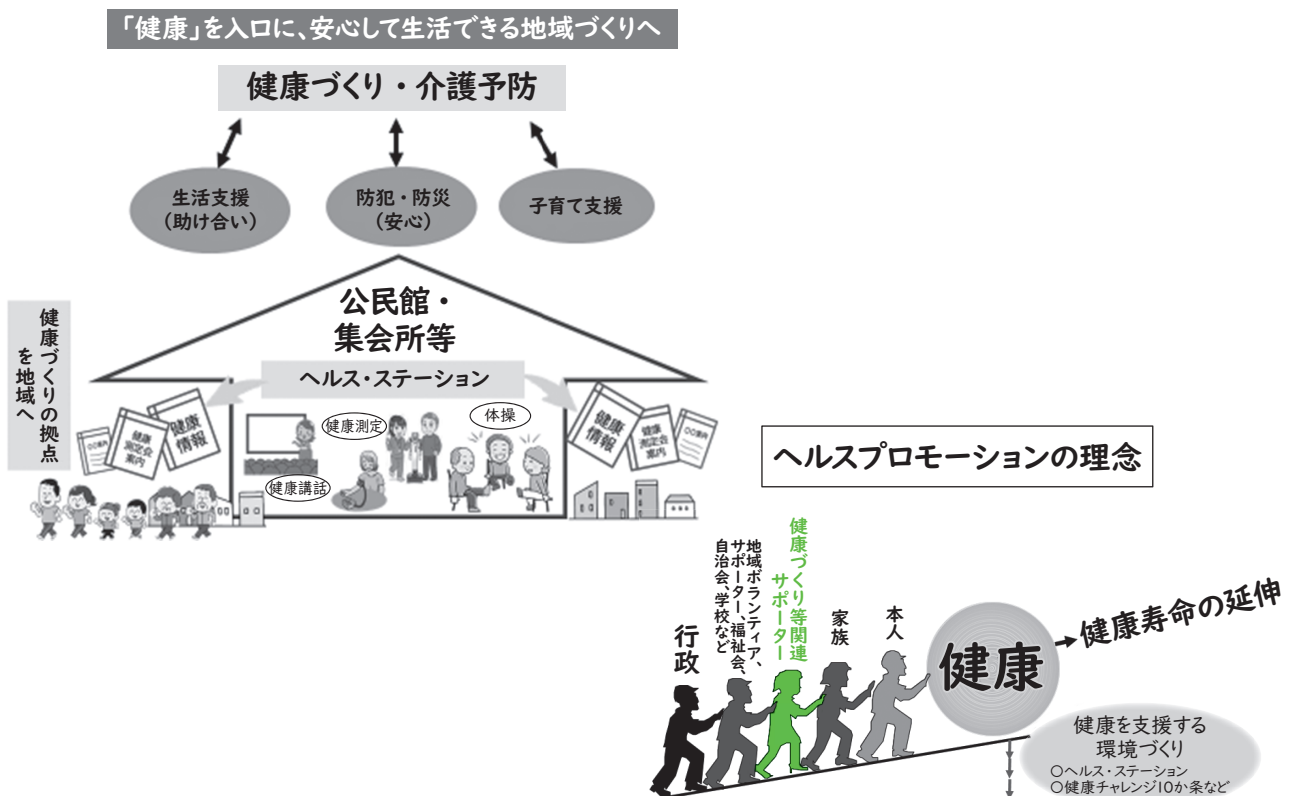 「健康」を入口に、安心して生活できる地域づくりへ
健康づくり・介護予防
生活支援
(助け合い)
防犯・防災
(安心)
子育て支援
公民館・
集会所等
ヘルス・ステーション
健康づくりの拠点
を地域へ
〇〇案内
健康
測定会
案内
健康
情報
健康測定
体操
健康講話
健康
情報
健康
測定会
案内
〇〇案内
ヘルスプロモーションの理念
行政
地域ボランティア、
サポーター、福祉会、
自治会、学校など
健康づくり等関連
サポーター
家族
本人
健康
健康寿命の延伸
健康を支援する
環境づくり
〇ヘルス・ステーション
〇健康チャレンジ10か条など